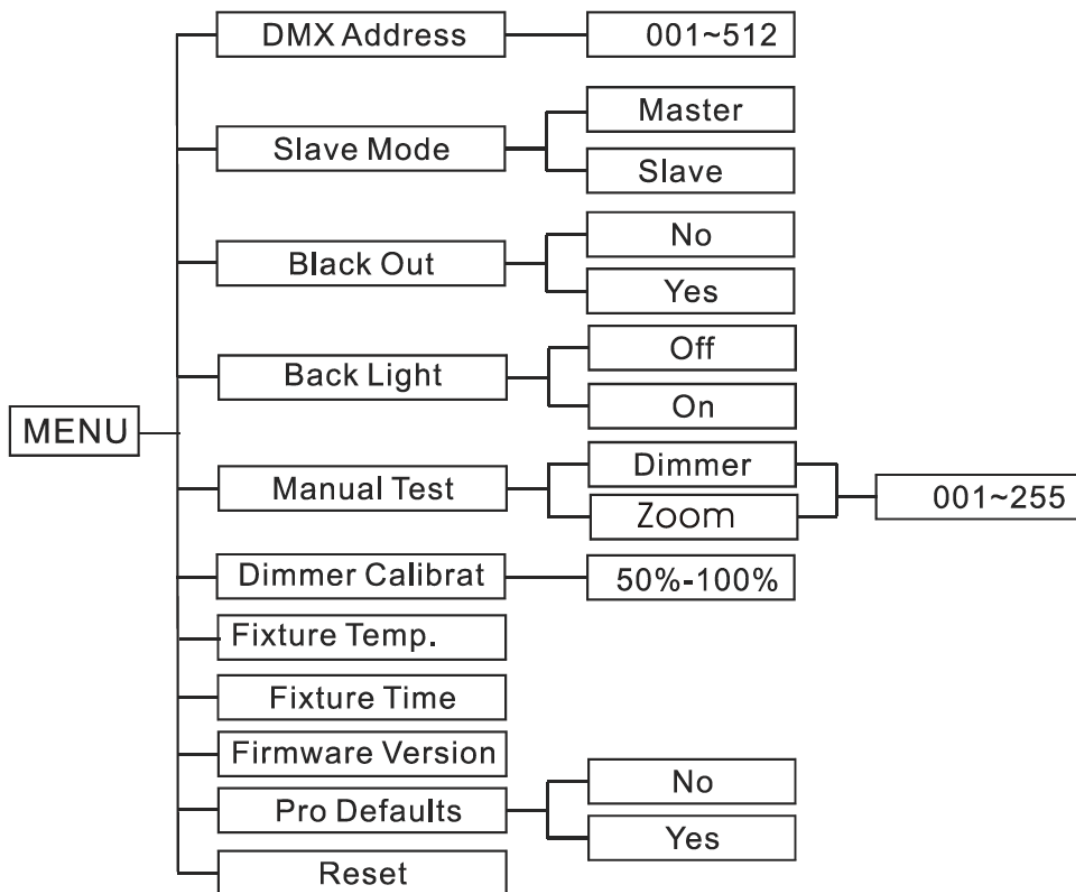 DMX Address
001~512
Slave Mode
Master
Slave
Black Out
No
Yes
Back Light
Off
On
MENU
Manual Test
Dimmer
Zoom
001~255
Dimmer Calibrat
50%-100%
Fixture Temp.
Fixture Time
Firmware Version
Pro Defaults
No
Yes
Reset